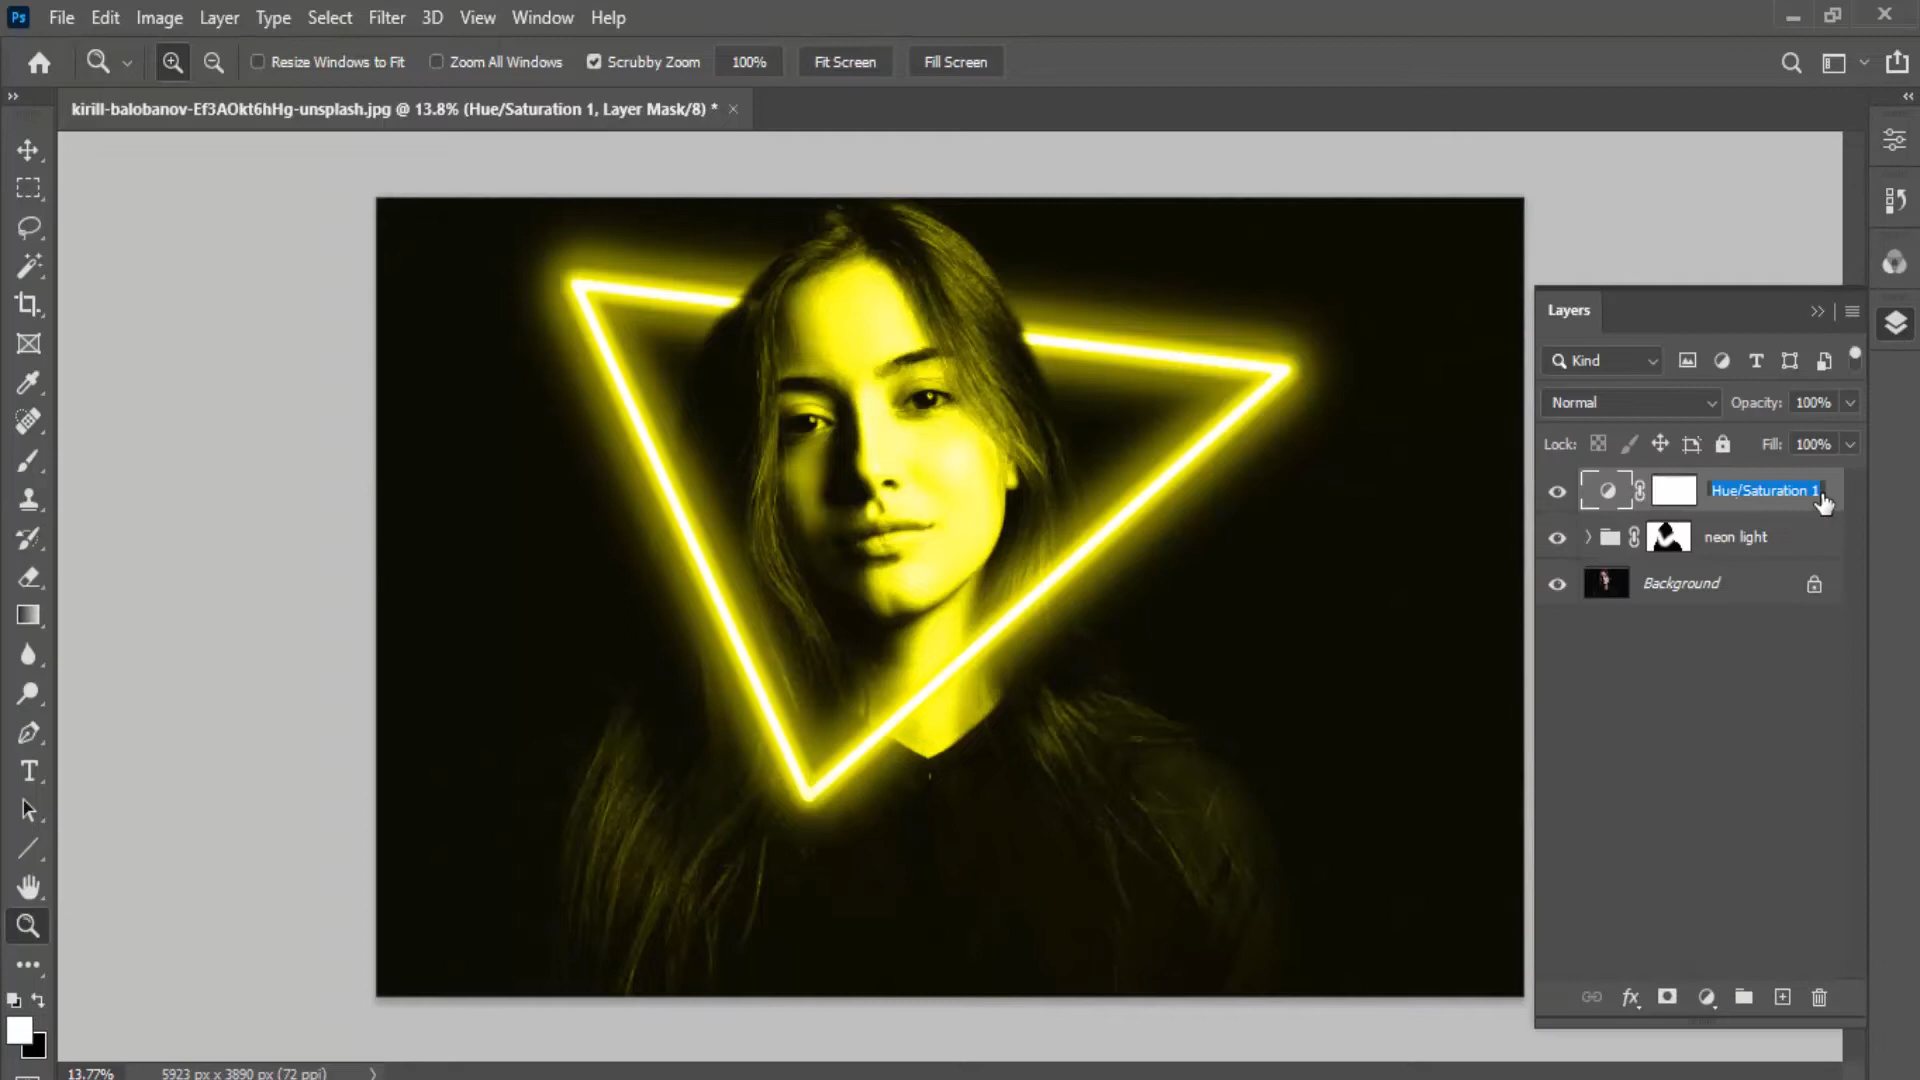 Ps File Edit Image Layer Type Select Filter 3D View Window Help
Resize Windows to Fit Zoom All Windows Scrubby Zoom 100% Fit Screen Fill Screen
kirill-balobanov-Ef3AOkt6hHg-unsplash.jpg @ 13.8% (Hue/Saturation 1, Layer Mask/8) *
Layers
Kind
Normal Opacity: 100%
Lock: Fill: 100%
Hue/Saturation 1
neon light
Background
fx
13.77% 5923 px x 3890 px (72 ppi)